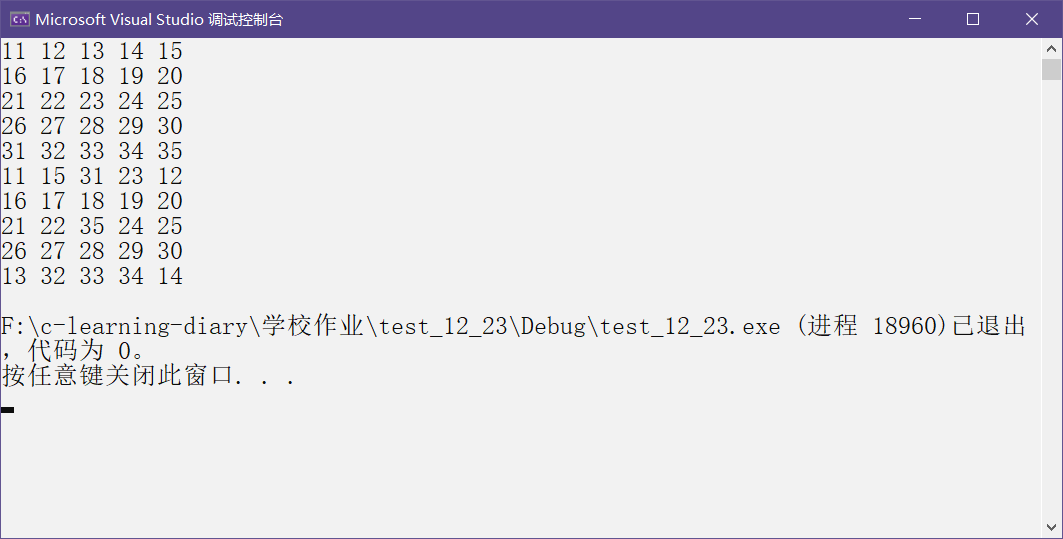 Microsoft Visual Studio 调试控制台
11 12 13 14 15
16 17 18 19 20
21 22 23 24 25
26 27 28 29 30
31 32 33 34 35
11 15 31 23 12
16 17 18 19 20
21 22 35 24 25
26 27 28 29 30
13 32 33 34 14
F:\c-learning-diary\学校作业\test_12_23\Debug\test_12_23.exe (进程 18960)已退出
，代码为 0。
按任意键关闭此窗口. . .